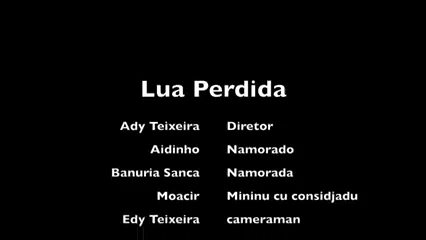 Lua Perdida
Ady Teixeira Diretor
Aidinho Namorado
Banuria Sanca Namorada
Moacir Mininu cu considjadu
Edy Teixeira cameraman